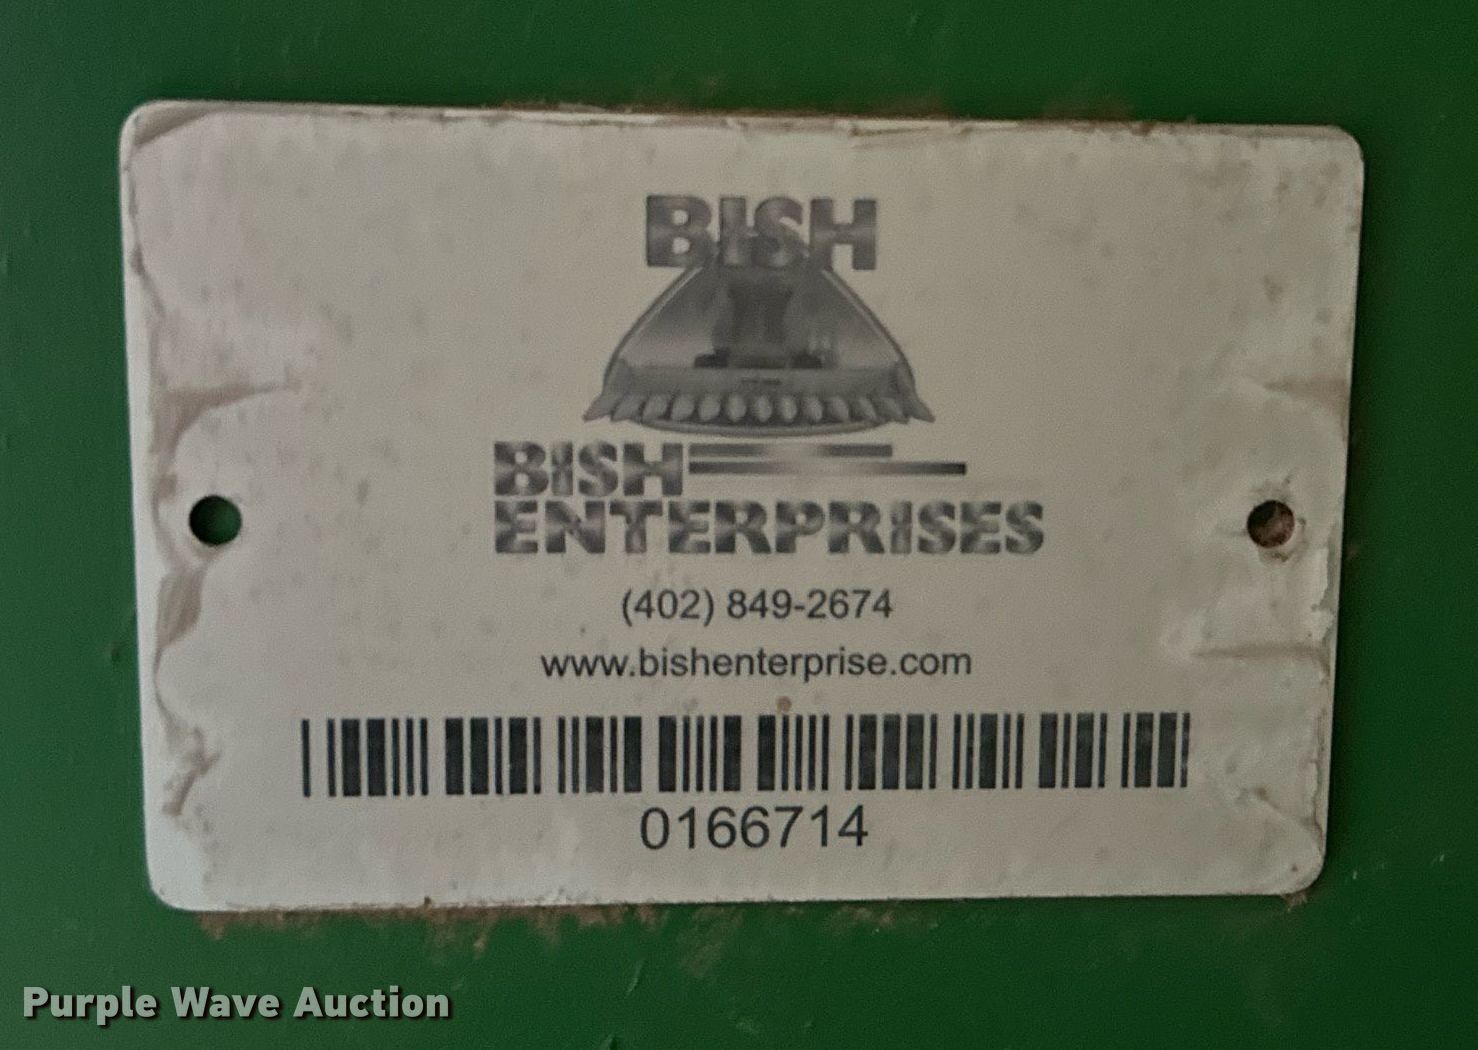 BISH
BISH
ENTERPRISES
(402) 849-2674
www.bishenterprise.com
0166714
Purple Wave Auction